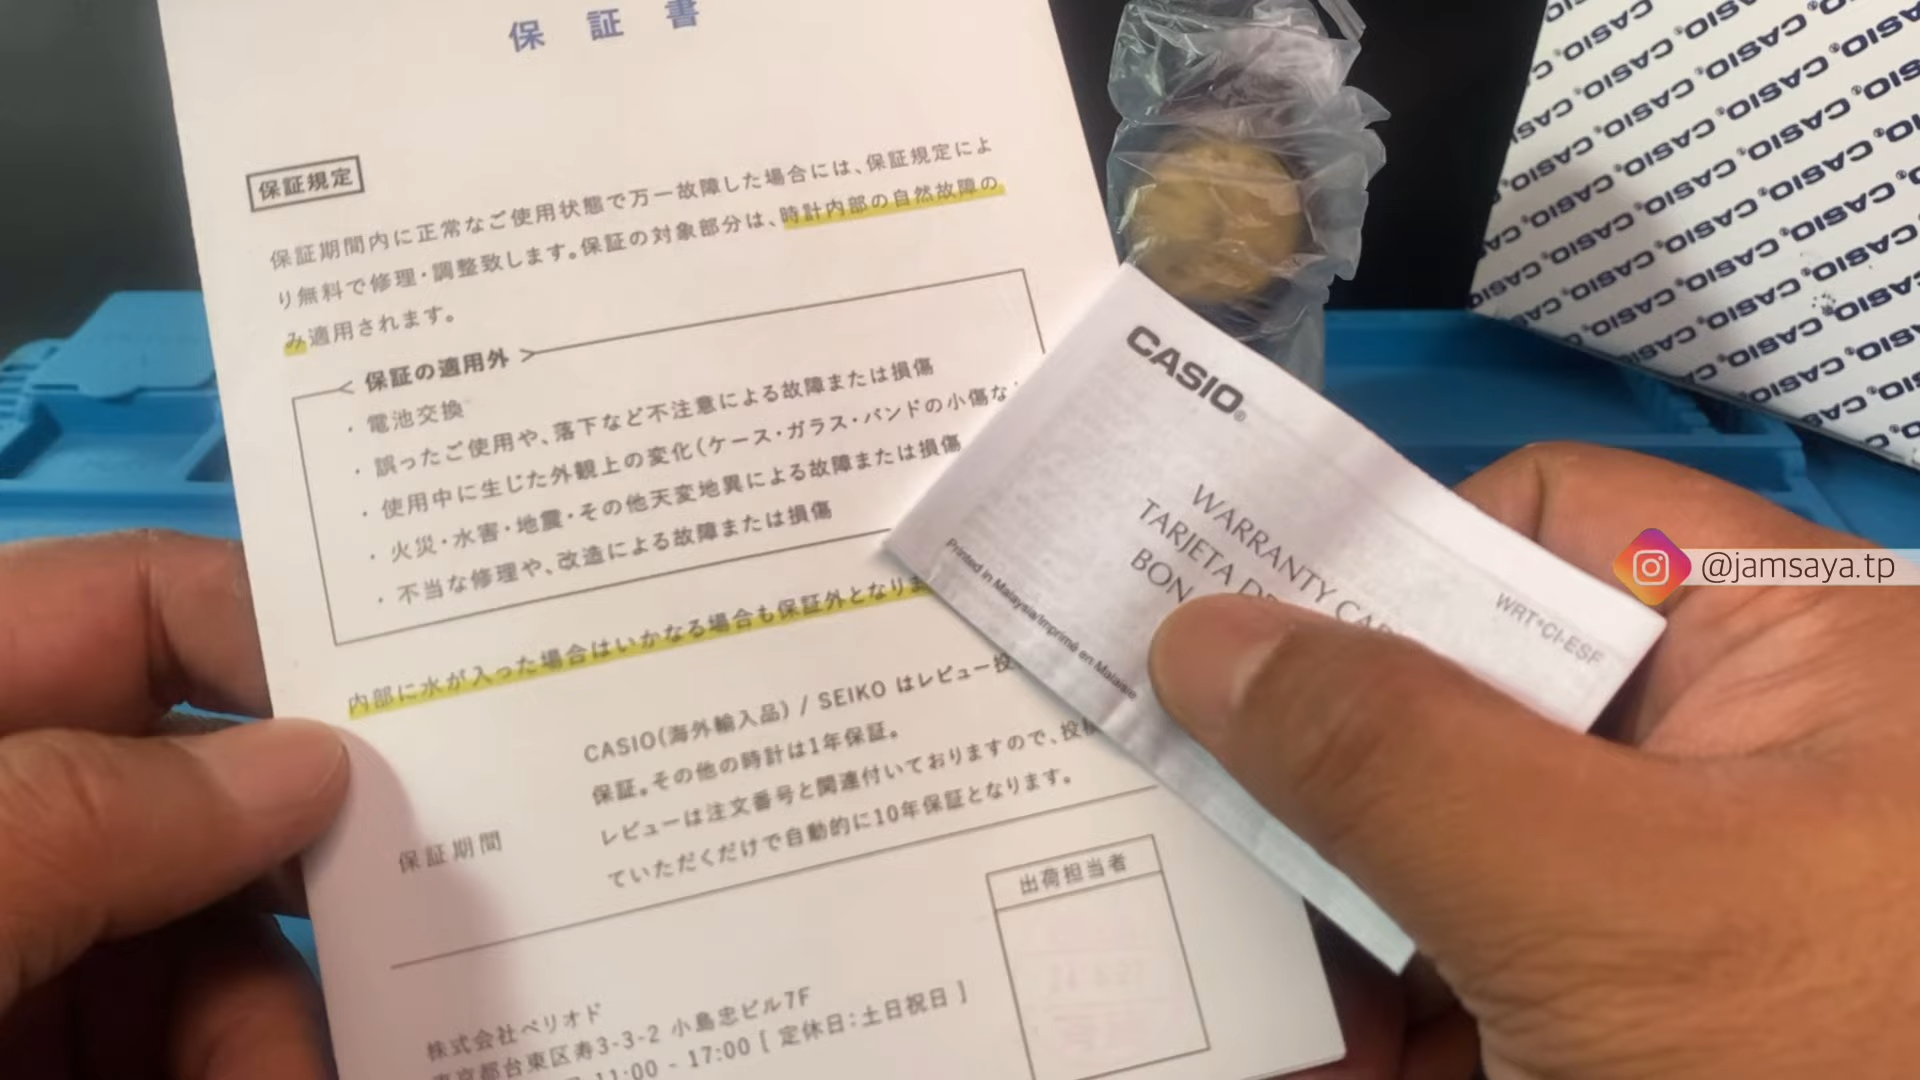 保証書
保証規定
保証期間内に正常なご使用状態で万一故障した場合には、保証規定によ
り無料で修理・調整致します。保証の対象部分は、時計内部の自然故障の
み適用されます。
保証の適用外
・電池交換
・誤ったご使用や、落下など不注意による故障または損傷
・使用中に生じた外観上の変化(ケース・ガラス・バンドの小傷な
・火災・水害・地震・その他天変地異による故障または損傷
・不当な修理や、改造による故障または損傷
内部に水が入った場合はいかなる場合も保証外となりま
保証期間
CASIO(海外輸入品) / SEIKO はレビュー投
保証。その他の時計は1年保証。
レビューは注文番号と関連付いておりますので、投稿
ていただくだけで自動的に10年保証となります。
出荷担当者
株式会社ペリオド
東京都台東区寿3-3-2 小島忠ビル7F
11:00 - 17:00 [ 定休日:土日祝日 ]
CASIO®
WARRANTY CARD
TARJETA DE
BON
WRT*CI-ESF
Printed in Malaysia/Imprimé en Malaisie
CASIO
@jamsaya.tp